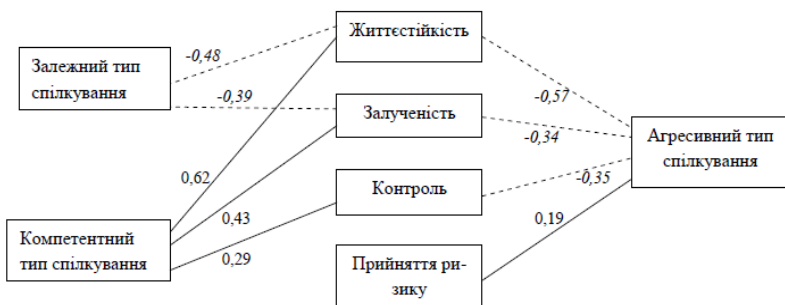 Життєстійкість
-0,48
Залежний тип
спілкування
-0,39
-0,57
Залученість
-0,34
Агресивний тип
спілкування
0,62
Контроль
-0,35
0,43
0,19
Компетентний
тип спілкування
0,29
Прийняття ри-
зику